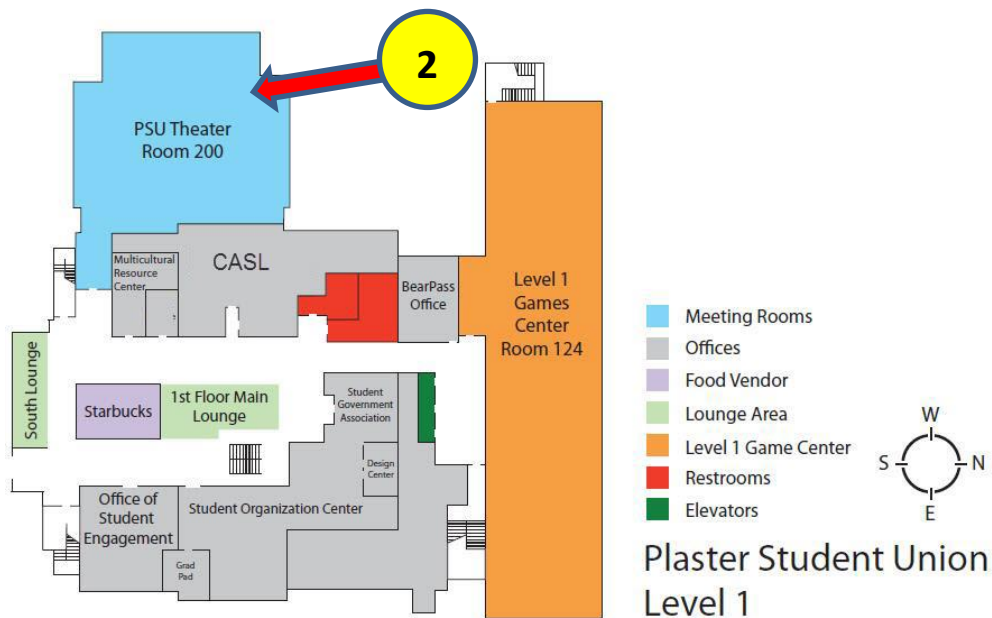 2
PSU Theater
Room 200
Multicultural
Resource
Center
CASL
BearPass
Office
Level 1
Games
Center
Room 124
South Lounge
Starbucks
1st Floor Main
Lounge
Student
Government
Association
Design
Center
Office of
Student
Engagement
Student Organization Center
Grad
Pad
Meeting Rooms
Offices
Food Vendor
Lounge Area
Level 1 Game Center
Restrooms
Elevators
W
S
N
E
Plaster Student Union
Level 1